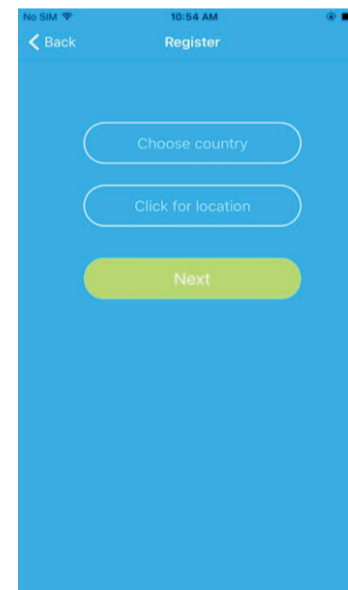 No SIM 10:54 AM
Back Register
Choose country
Click for location
Next